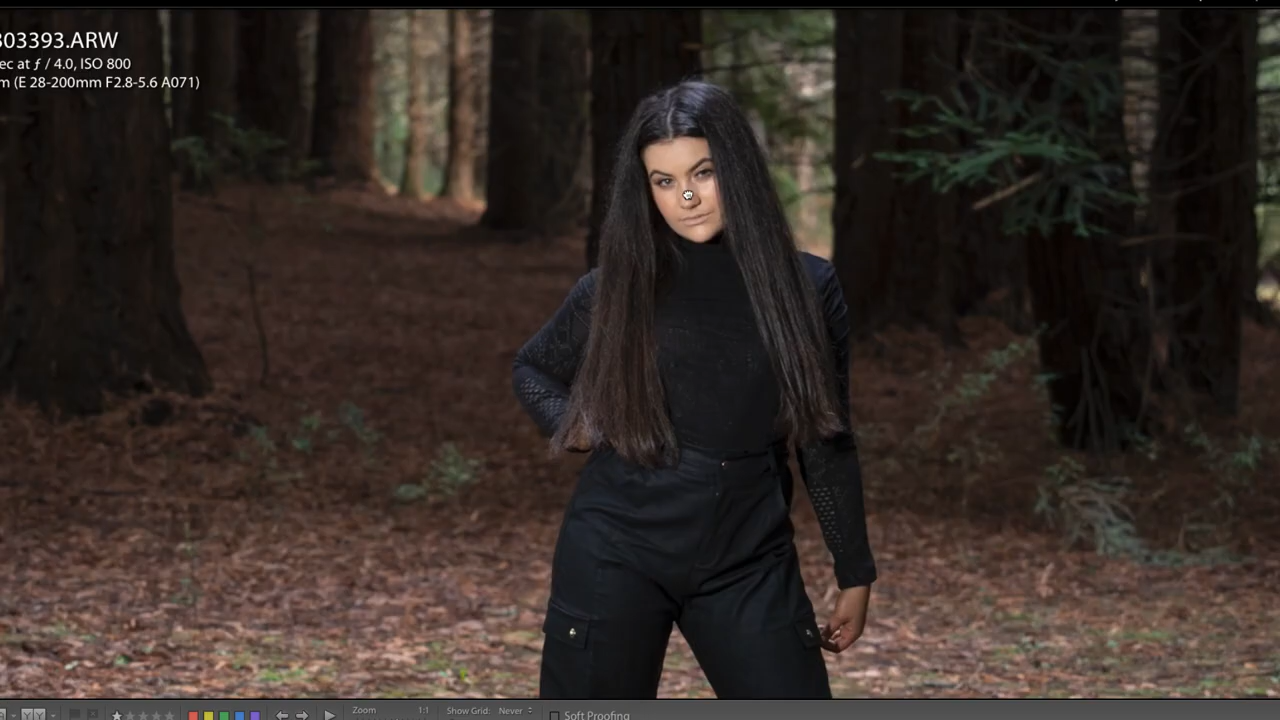 303393.ARW
ec at ƒ / 4.0, ISO 800
m (E 28-200mm F2.8-5.6 A071)
Zoom 1:1 Show Grid: Never Soft Proofing